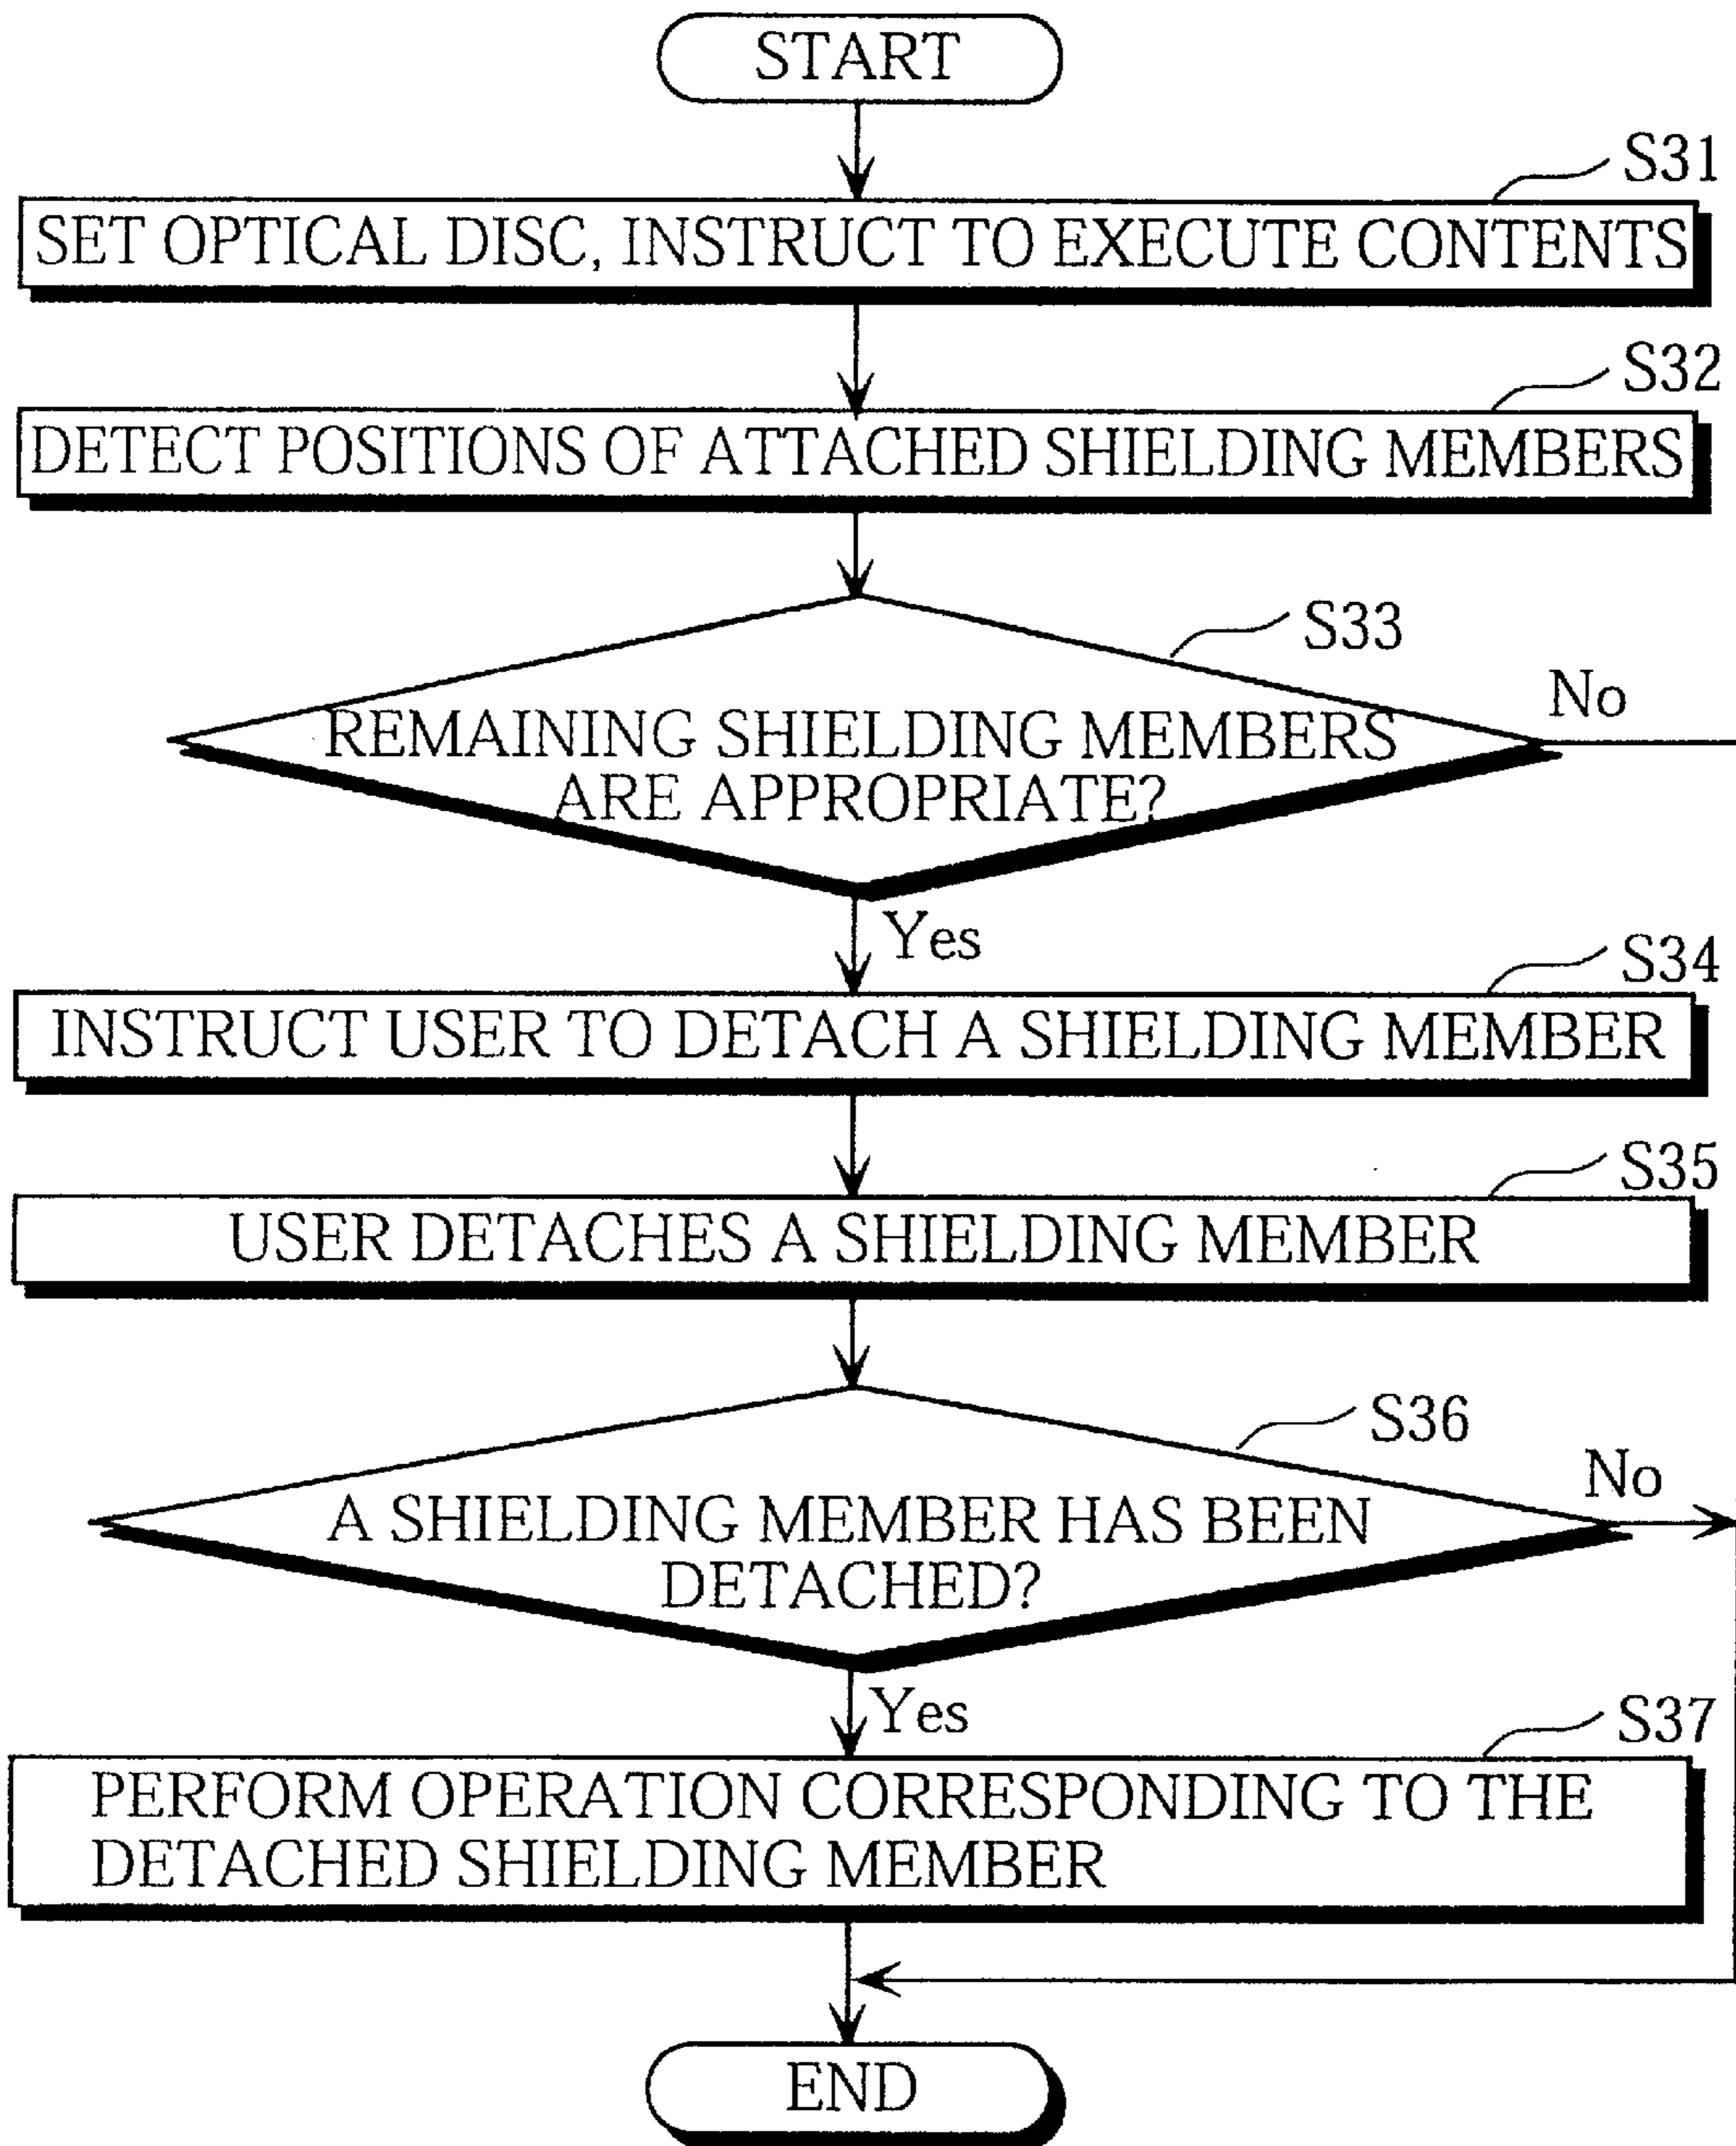 START
S31
SET OPTICAL DISC, INSTRUCT TO EXECUTE CONTENTS
S32
DETECT POSITIONS OF ATTACHED SHIELDING MEMBERS
S33
No
REMAINING SHIELDING MEMBERS
ARE APPROPRIATE?
Yes
S34
INSTRUCT USER TO DETACH A SHIELDING MEMBER
S35
USER DETACHES A SHIELDING MEMBER
S36
No
A SHIELDING MEMBER HAS BEEN
DETACHED?
Yes
S37
PERFORM OPERATION CORRESPONDING TO THE
DETACHED SHIELDING MEMBER
END